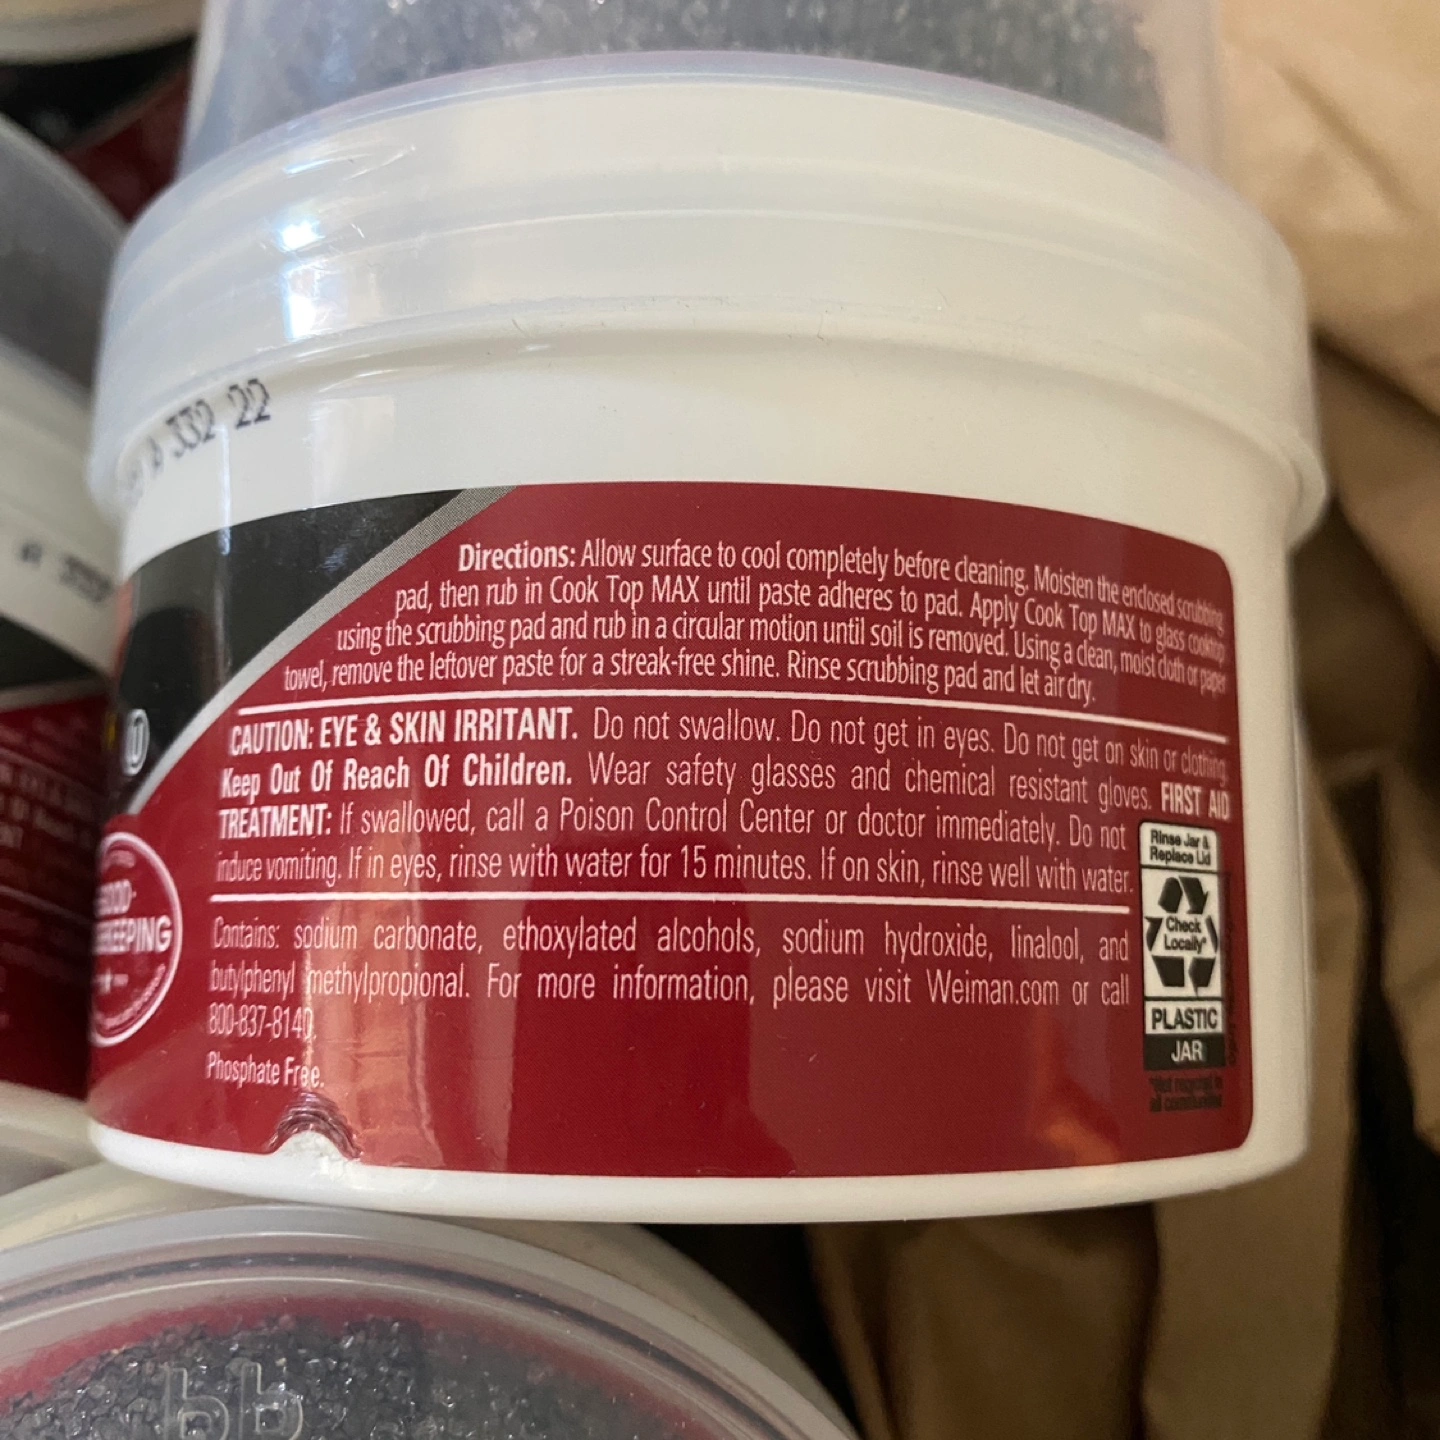 332 22
Directions: Allow surface to cool completely before cleaning. Moisten the enclosed scrubbing
pad, then rub in Cook Top MAX until paste adheres to pad. Apply Cook Top MAX to glass cooktop
using the scrubbing pad and rub in a circular motion until soil is removed. Using a clean, moist cloth or paper
towel, remove the leftover paste for a streak-free shine. Rinse scrubbing pad and let air dry.
CAUTION: EYE & SKIN IRRITANT. Do not swallow. Do not get in eyes. Do not get on skin or clothing.
Keep Out Of Reach Of Children. Wear safety glasses and chemical resistant gloves. FIRST AID
TREATMENT: If swallowed, call a Poison Control Center or doctor immediately. Do not
induce vomiting. If in eyes, rinse with water for 15 minutes. If on skin, rinse well with water.
Rinse Jar &
Replace Lid
Check
Locally*
PLASTIC
JAR
*Not recycled in
all communities
Contains: sodium carbonate, ethoxylated alcohols, sodium hydroxide, linalool, and
butylphenyl methylpropional. For more information, please visit Weiman.com or call
800-837-8140.
Phosphate Free.